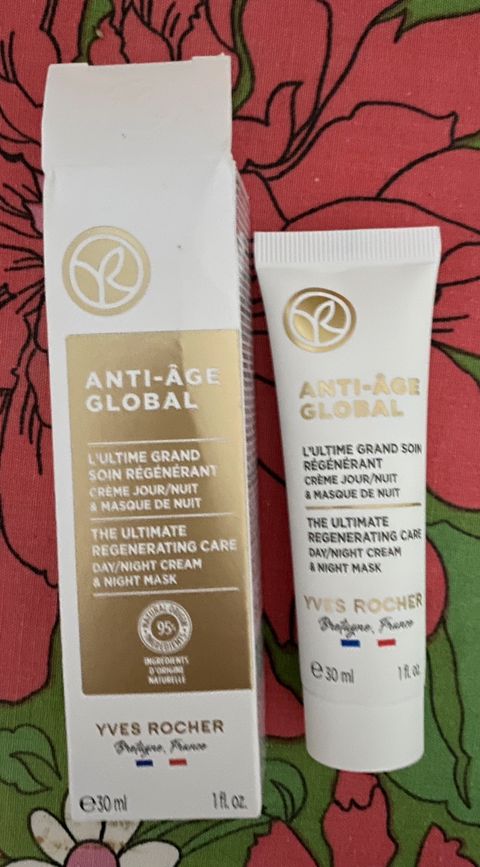 ANTI-ÂGE
GLOBAL
L'ULTIME GRAND
SOIN RÉGÉNÉRANT
CRÈME JOUR/NUIT
& MASQUE DE NUIT
THE ULTIMATE
REGENERATING CARE
DAY/NIGHT CREAM
& NIGHT MASK
NATURAL ORIGIN
95%
INGREDIENTS
INGRÉDIENTS
D'ORIGINE
NATURELLE
YVES ROCHER
Bretagne, France
℮30 ml 1 fl. oz.
ANTI-ÂGE
GLOBAL
L'ULTIME GRAND SOIN
RÉGÉNÉRANT
CRÈME JOUR/NUIT
& MASQUE DE NUIT
THE ULTIMATE
REGENERATING CARE
DAY/NIGHT CREAM
& NIGHT MASK
YVES ROCHER
Bretagne, France
℮30 ml 1 fl. oz